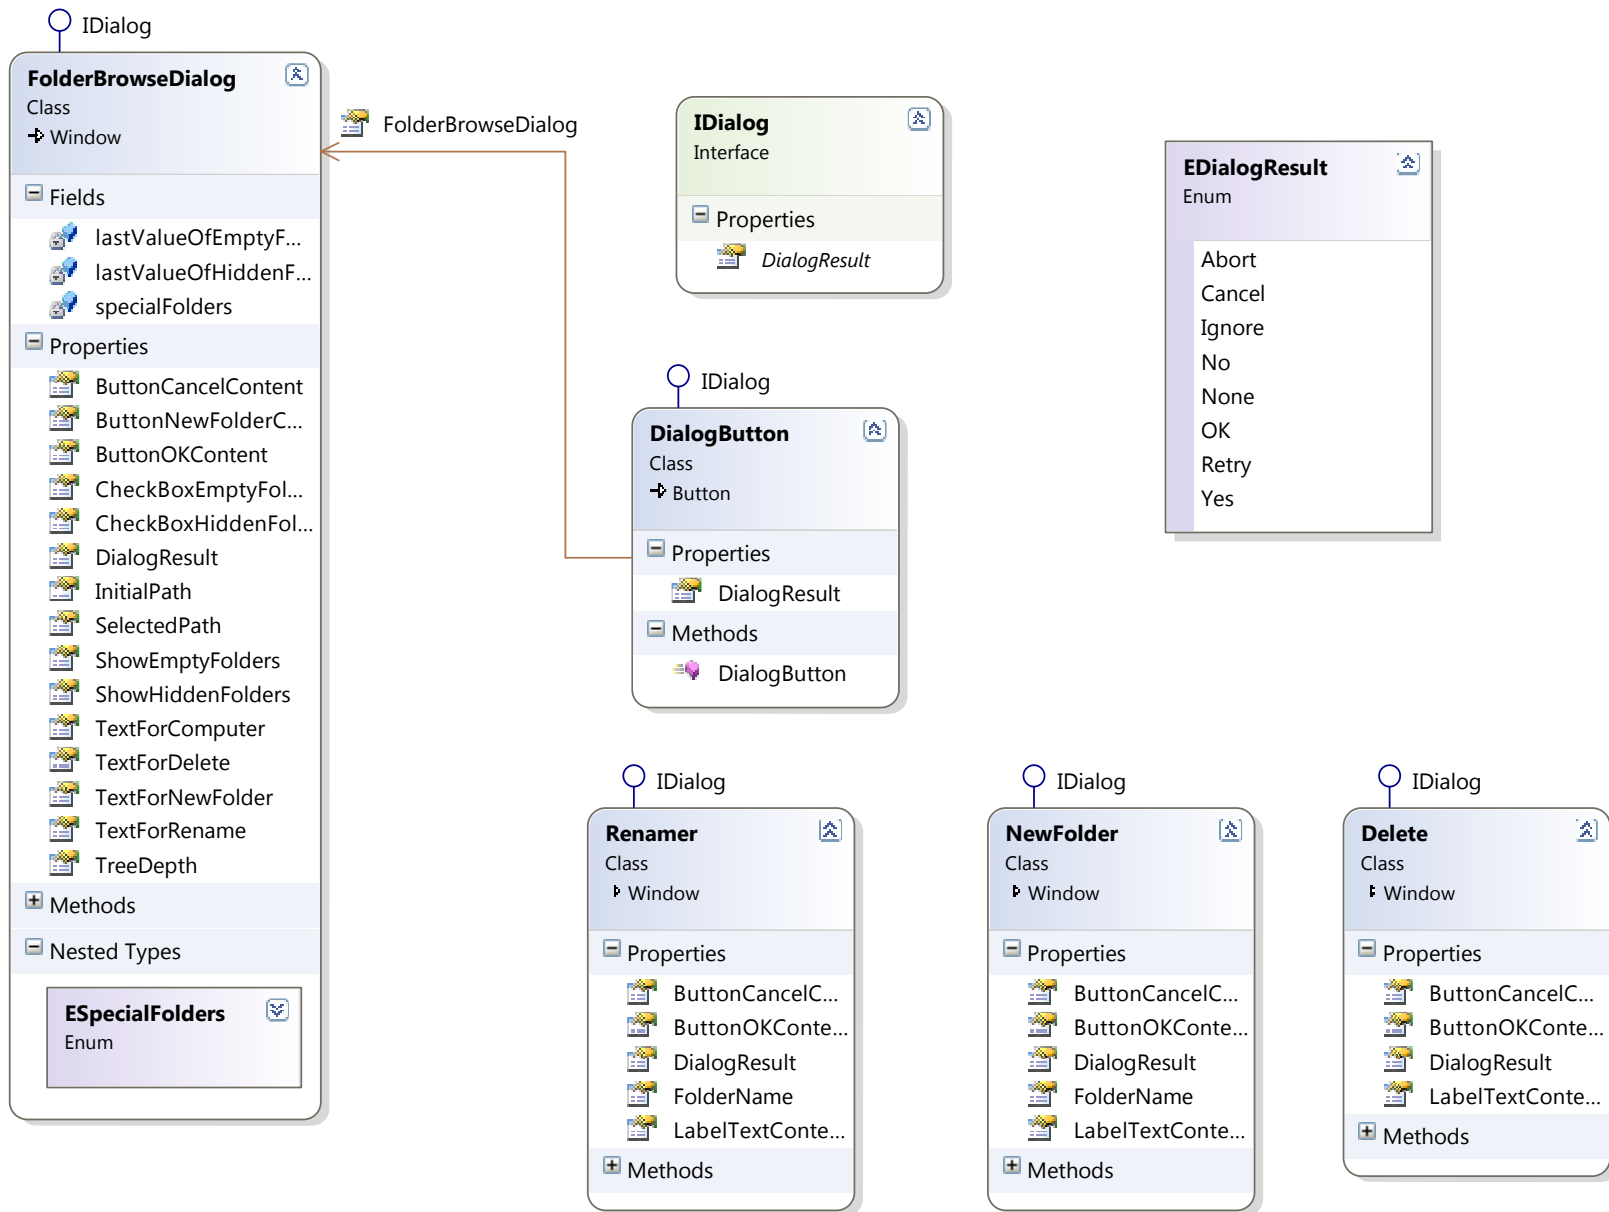 IDialog
FolderBrowseDialog
Class
Window
Fields
lastValueOfEmptyF...
lastValueOfHiddenF...
specialFolders
Properties
ButtonCancelContent
ButtonNewFolderC...
ButtonOKContent
CheckBoxEmptyFol...
CheckBoxHiddenFol...
DialogResult
InitialPath
SelectedPath
ShowEmptyFolders
ShowHiddenFolders
TextForComputer
TextForDelete
TextForNewFolder
TextForRename
TreeDepth
Methods
Nested Types
ESpecialFolders
Enum
FolderBrowseDialog
IDialog
Interface
Properties
DialogResult
EDialogResult
Enum
Abort
Cancel
Ignore
No
None
OK
Retry
Yes
IDialog
DialogButton
Class
Button
Properties
DialogResult
Methods
DialogButton
IDialog
Renamer
Class
Window
Properties
ButtonCancelC...
ButtonOKConte...
DialogResult
FolderName
LabelTextConte...
Methods
IDialog
NewFolder
Class
Window
Properties
ButtonCancelC...
ButtonOKConte...
DialogResult
FolderName
LabelTextConte...
Methods
IDialog
Delete
Class
Window
Properties
ButtonCancelC...
ButtonOKConte...
DialogResult
LabelTextConte...
Methods